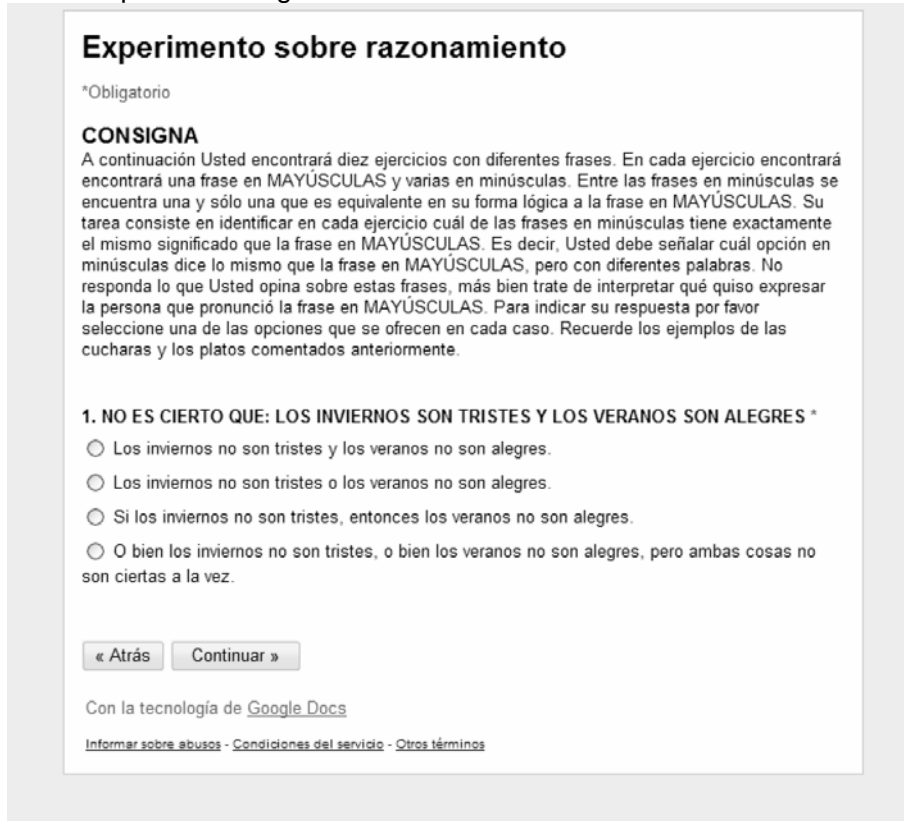 Experimento sobre razonamiento
*Obligatorio
CONSIGNA
A continuación Usted encontrará diez ejercicios con diferentes frases. En cada ejercicio encontrará
encontrará una frase en MAYÚSCULAS y varias en minúsculas. Entre las frases en minúsculas se
encuentra una y sólo una que es equivalente en su forma lógica a la frase en MAYÚSCULAS. Su
tarea consiste en identificar en cada ejercicio cuál de las frases en minúsculas tiene exactamente
el mismo significado que la frase en MAYÚSCULAS. Es decir, Usted debe señalar cuál opción en
minúsculas dice lo mismo que la frase en MAYÚSCULAS, pero con diferentes palabras. No
responda lo que Usted opina sobre estas frases, más bien trate de interpretar qué quiso expresar
la persona que pronunció la frase en MAYÚSCULAS. Para indicar su respuesta por favor
seleccione una de las opciones que se ofrecen en cada caso. Recuerde los ejemplos de las
cucharas y los platos comentados anteriormente.
1. NO ES CIERTO QUE: LOS INVIERNOS SON TRISTES Y LOS VERANOS SON ALEGRES *
Los inviernos no son tristes y los veranos no son alegres.
Los inviernos no son tristes o los veranos no son alegres.
Si los inviernos no son tristes, entonces los veranos no son alegres.
O bien los inviernos no son tristes, o bien los veranos no son alegres, pero ambas cosas no
son ciertas a la vez.
« Atrás Continuar »
Con la tecnología de Google Docs
Informar sobre abusos - Condiciones del servicio - Otros términos